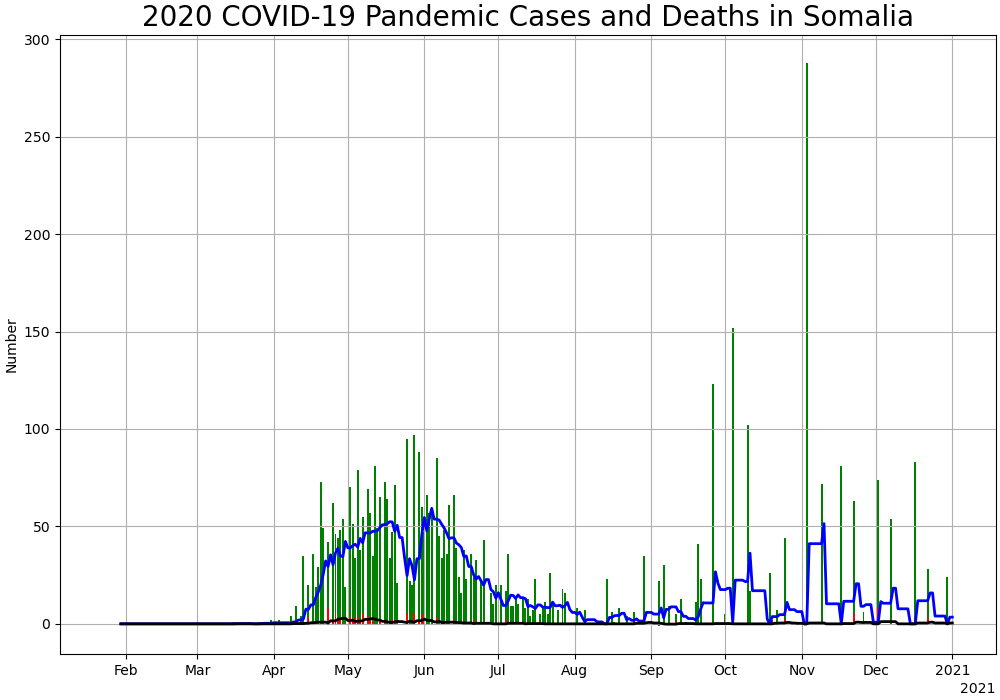 2020 COVID-19 Pandemic Cases and Deaths in Somalia
300
250
200
150
100
50
0
Number
Feb Mar Apr May Jun Jul Aug Sep Oct Nov Dec 2021
2021